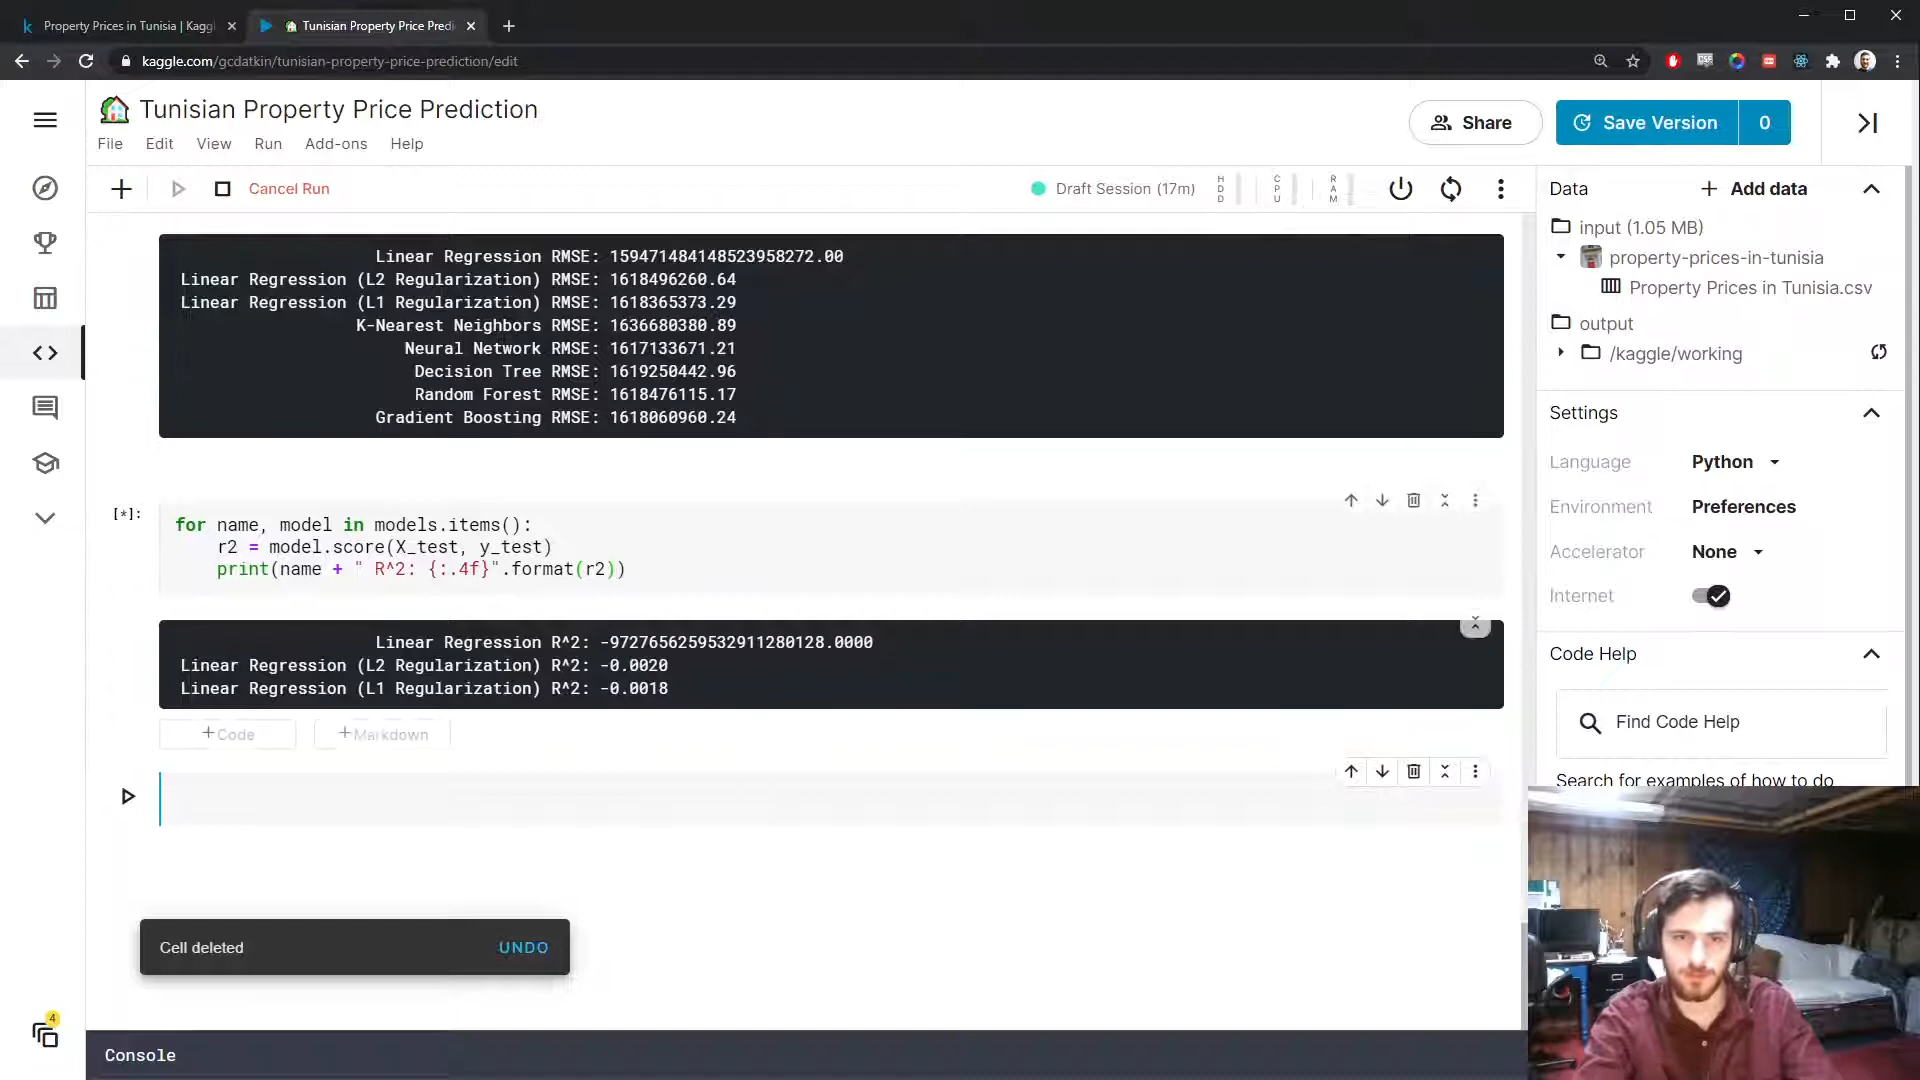 Property Prices in Tunisia | Kaggl
Tunisian Property Price Predi
kaggle.com/gcdatkin/tunisian-property-price-prediction/edit
Tunisian Property Price Prediction
File Edit View Run Add-ons Help
Share
Save Version 0
Cancel Run
Draft Session (17m)
HDD
CPU
RAM
Linear Regression RMSE: 159471484148523958272.00
Linear Regression (L2 Regularization) RMSE: 1618496260.64
Linear Regression (L1 Regularization) RMSE: 1618365373.29
K-Nearest Neighbors RMSE: 1636680380.89
Neural Network RMSE: 1617133671.21
Decision Tree RMSE: 1619250442.96
Random Forest RMSE: 1618476115.17
Gradient Boosting RMSE: 1618060960.24
[*]:
for name, model in models.items():
r2 = model.score(X_test, y_test)
print(name + " R^2: {:.4f}".format(r2))
Linear Regression R^2: -9727656259532911280128.0000
Linear Regression (L2 Regularization) R^2: -0.0020
Linear Regression (L1 Regularization) R^2: -0.0018
+ Code
+ Markdown
Cell deleted UNDO
4
Console
Data
+ Add data
input (1.05 MB)
property-prices-in-tunisia
Property Prices in Tunisia.csv
output
/kaggle/working
Settings
Language Python
Environment Preferences
Accelerator None
Internet
Code Help
Find Code Help
Search for examples of how to do